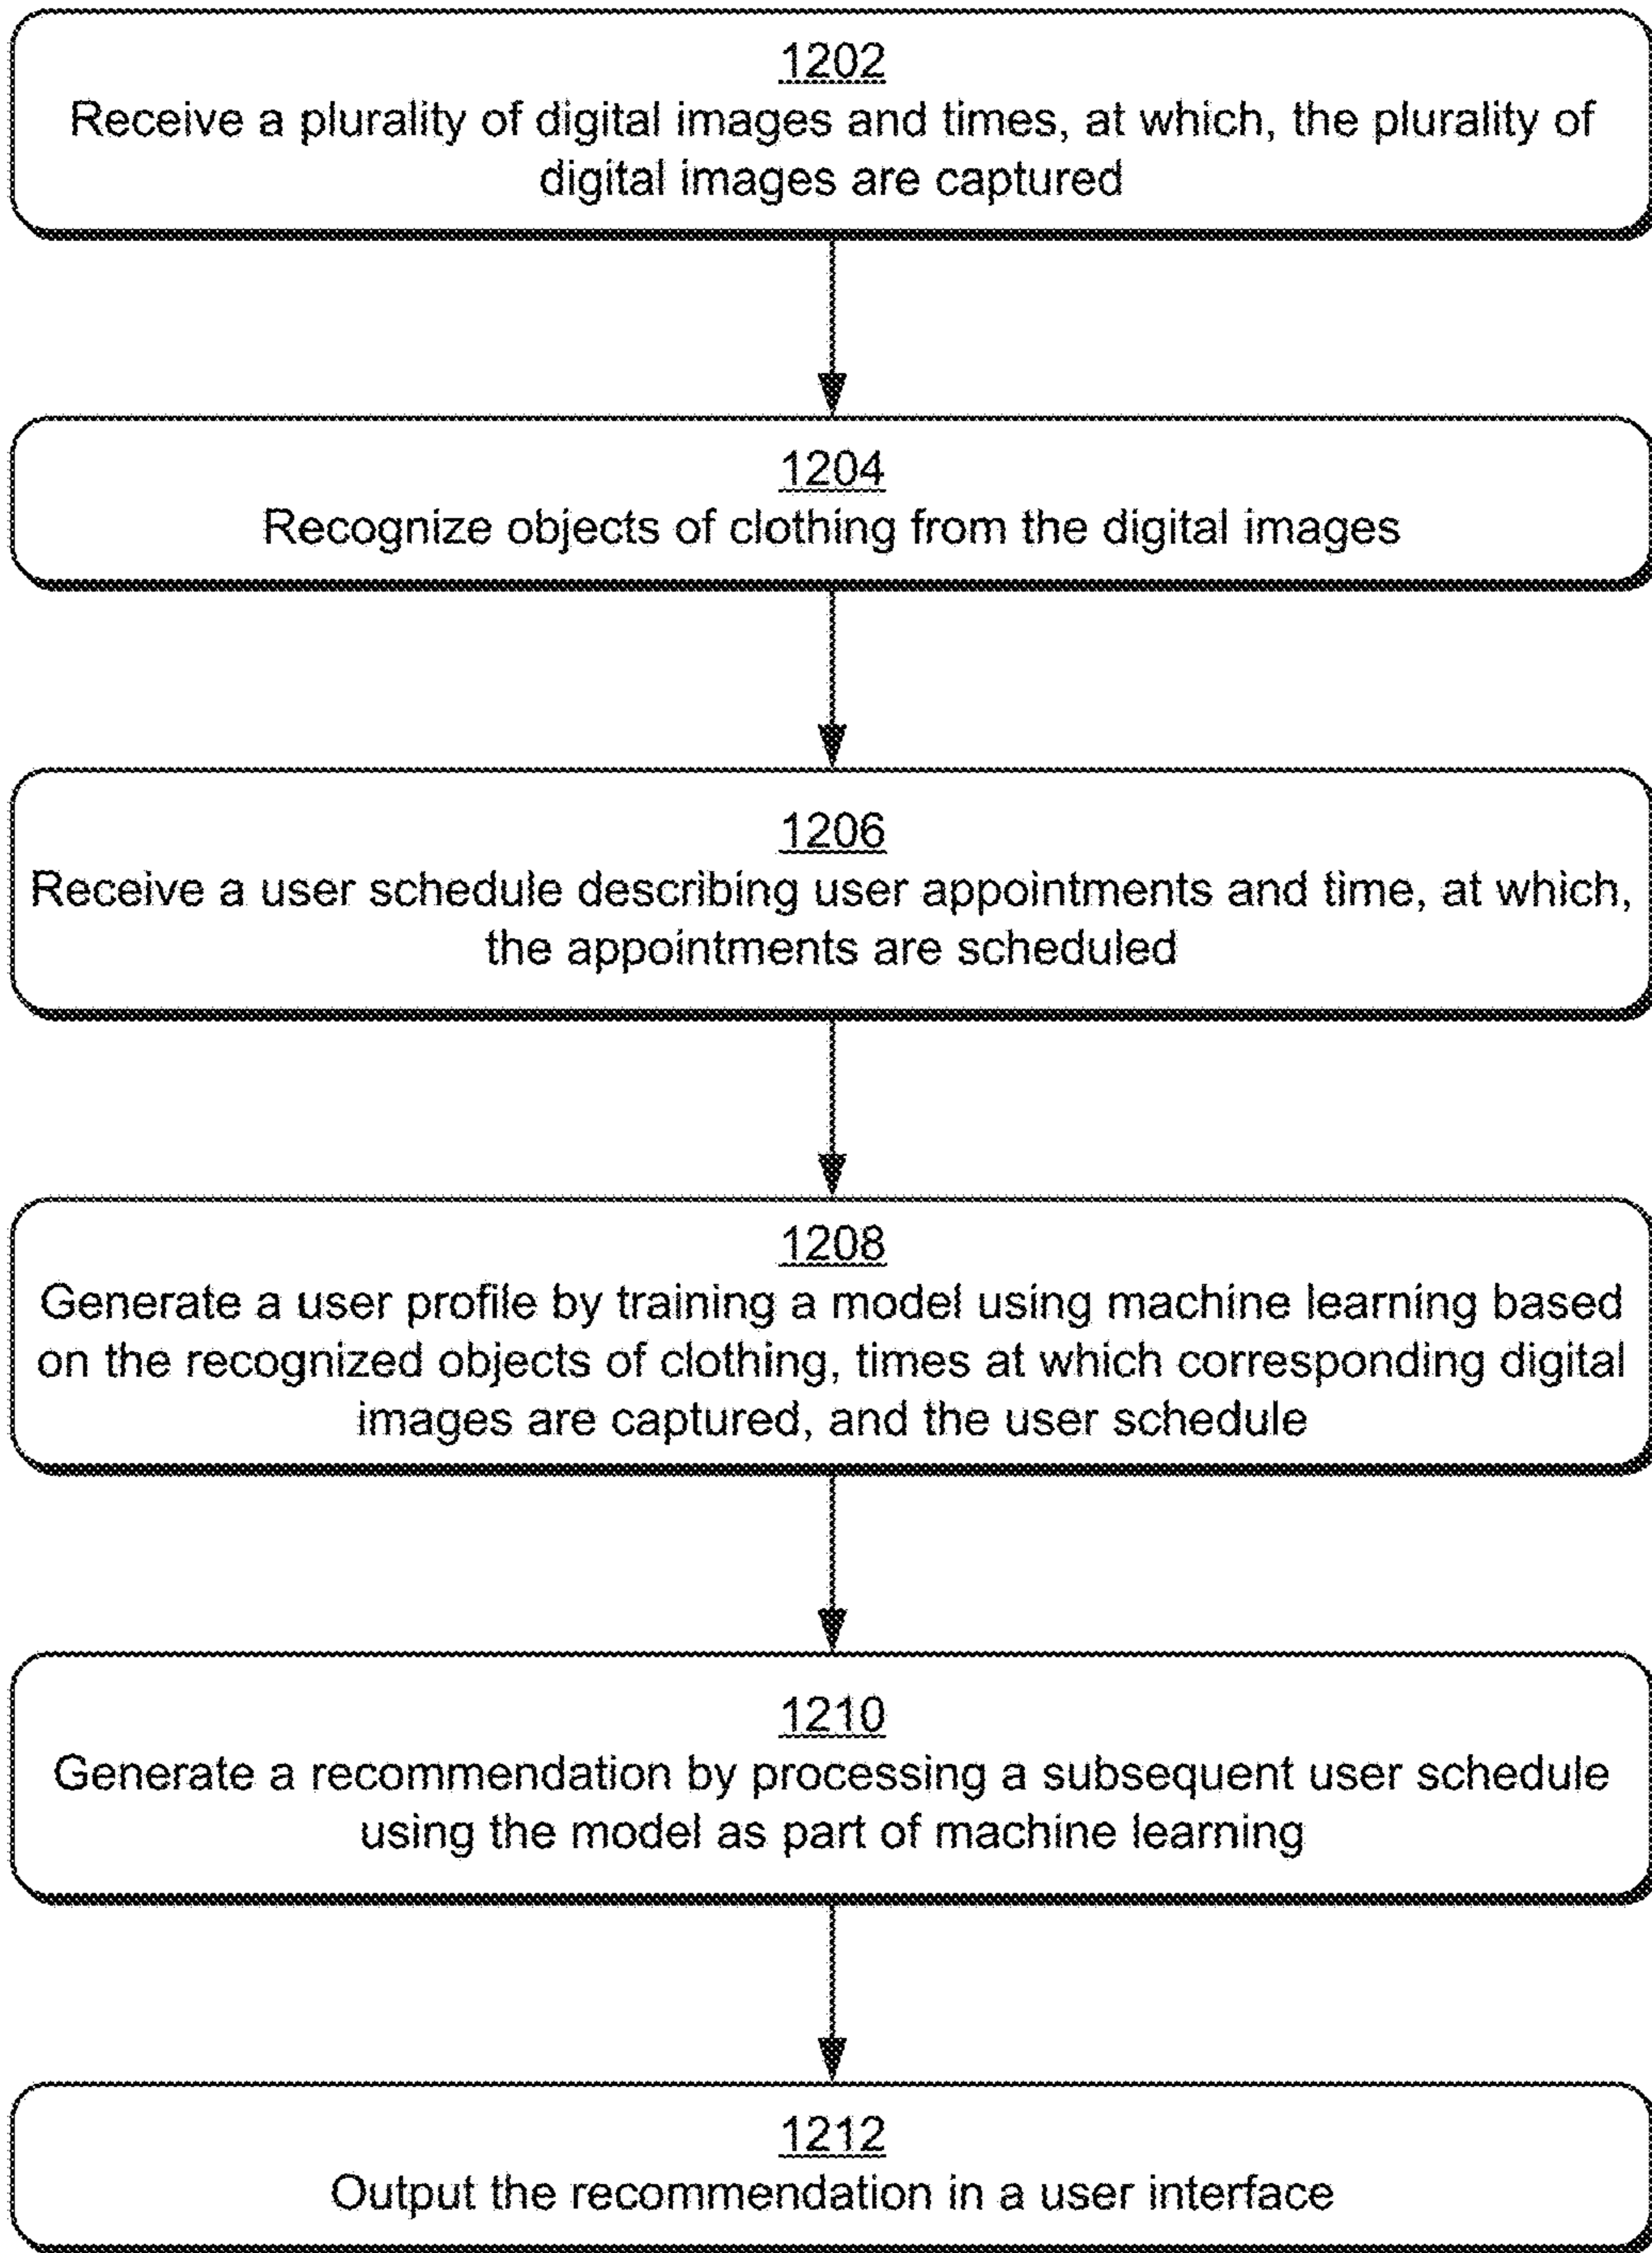 1202
Receive a plurality of digital images and times, at which, the plurality of
digital images are captured
1204
Recognize objects of clothing from the digital images
1206
Receive a user schedule describing user appointments and time, at which,
the appointments are scheduled
1208
Generate a user profile by training a model using machine learning based
on the recognized objects of clothing, times at which corresponding digital
images are captured, and the user schedule
1210
Generate a recommendation by processing a subsequent user schedule
using the model as part of machine learning
1212
Output the recommendation in a user interface